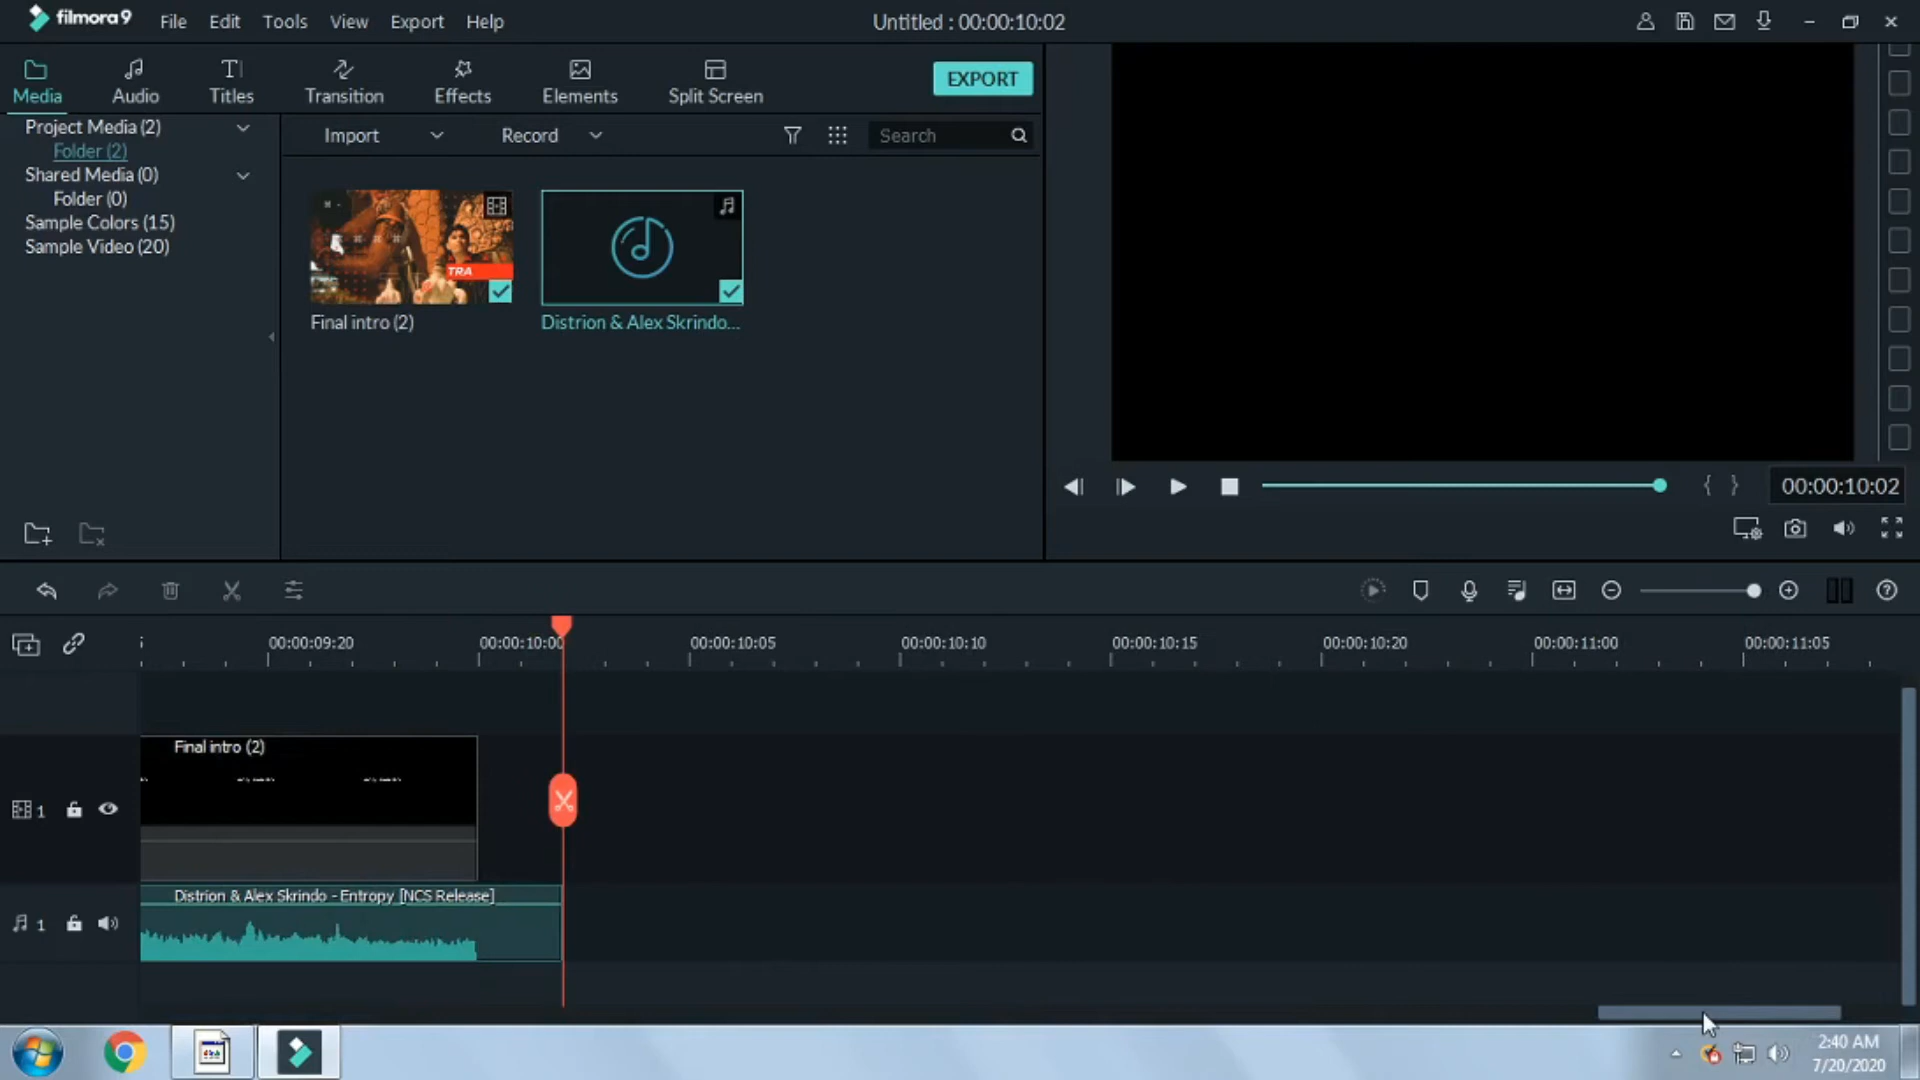 filmora9 File Edit Tools View Export Help Untitled : 00:00:10:02
Media Audio Titles Transition Effects Elements Split Screen EXPORT
Project Media (2)
Folder (2)
Shared Media (0)
Folder (0)
Sample Colors (15)
Sample Video (20)
Import Record Search
TRA
Final intro (2) Distrion & Alex Skrindo...
00:00:10:02
00:00:09:20 00:00:10:00 00:00:10:05 00:00:10:10 00:00:10:15 00:00:10:20 00:00:11:00 00:00:11:05
Final intro (2)
1
Distrion & Alex Skrindo - Entropy [NCS Release]
1
2:40 AM
7/20/2020